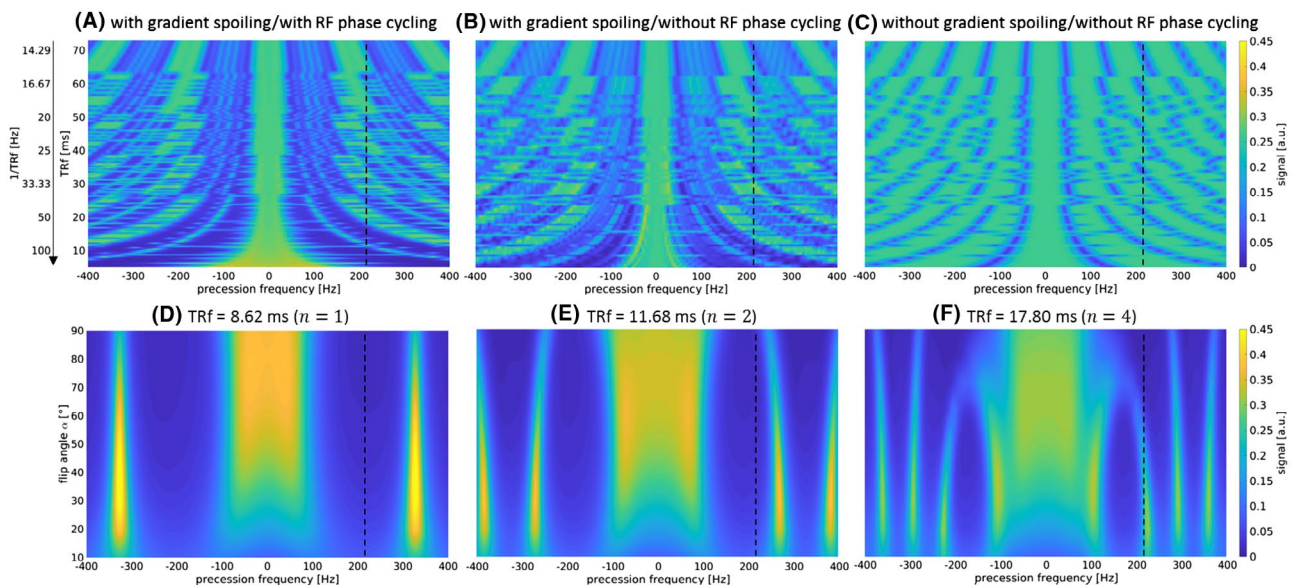 (A) with gradient spoiling/with RF phase cycling
(B) with gradient spoiling/without RF phase cycling
(C) without gradient spoiling/without RF phase cycling
1/TRf [Hz]
14.29
16.67
20
25
33.33
50
100
TRf [ms]
70
60
50
40
30
20
10
-400 -300 -200 -100 0 100 200 300 400
precession frequency [Hz]
-400 -300 -200 -100 0 100 200 300 400
precession frequency [Hz]
-400 -300 -200 -100 0 100 200 300 400
precession frequency [Hz]
0.45
0.4
0.35
0.3
0.25
0.2
0.15
0.1
0.05
0
signal [a.u.]
(D) TRf = 8.62 ms (n = 1)
(E) TRf = 11.68 ms (n = 2)
(F) TRf = 17.80 ms (n = 4)
flip angle α [°]
90
80
70
60
50
40
30
20
10
-400 -300 -200 -100 0 100 200 300 400
precession frequency [Hz]
-400 -300 -200 -100 0 100 200 300 400
precession frequency [Hz]
-400 -300 -200 -100 0 100 200 300 400
precession frequency [Hz]
0.45
0.4
0.35
0.3
0.25
0.2
0.15
0.1
0.05
0
signal [a.u.]